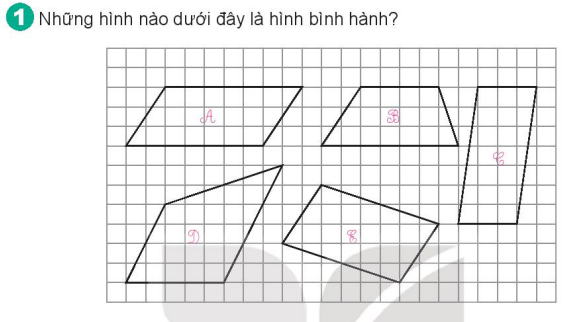 1 Những hình nào dưới đây là hình bình hành?
A
B
C
D
E